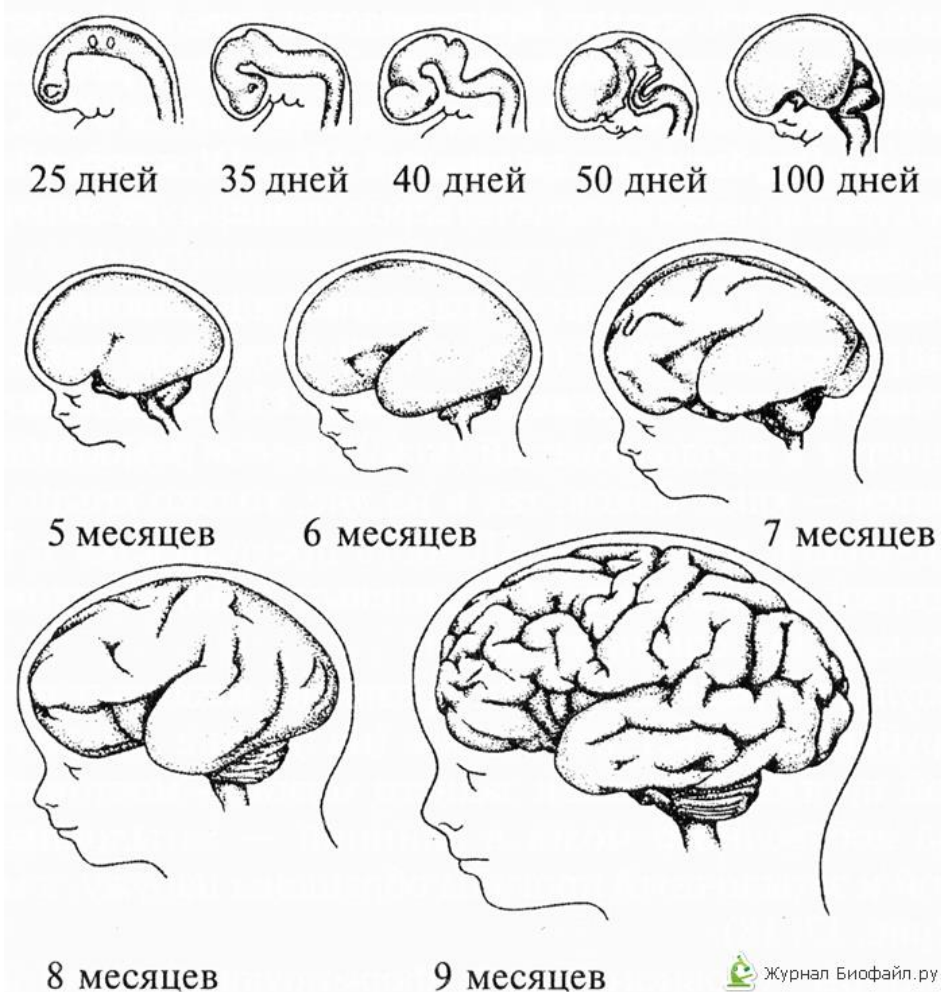 25 дней 35 дней 40 дней 50 дней 100 дней
5 месяцев 6 месяцев 7 месяцев
8 месяцев 9 месяцев
Журнал Биофайл.ру